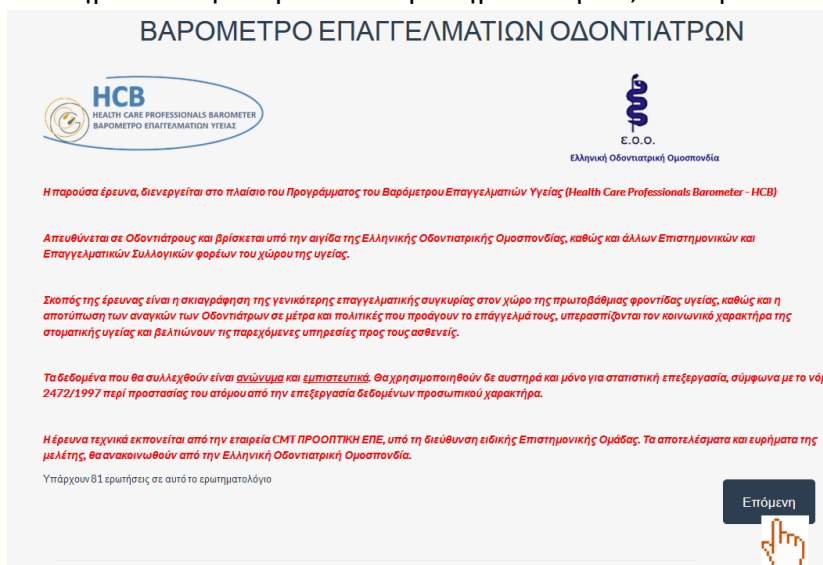 ΒΑΡΟΜΕΤΡΟ ΕΠΑΓΓΕΛΜΑΤΙΩΝ ΟΔΟΝΤΙΑΤΡΩΝ
HCB
HEALTH CARE PROFESSIONALS BAROMETER
ΒΑΡΟΜΕΤΡΟ ΕΠΑΓΓΕΛΜΑΤΙΩΝ ΥΓΕΙΑΣ
ε.ο.ο.
Ελληνική Οδοντιατρική Ομοσπονδία
Η παρούσα έρευνα, διενεργείται στο πλαίσιο του Προγράμματος του Βαρόμετρου Επαγγελματιών Υγείας (Health Care Professionals Barometer - HCB)
Απευθύνεται σε Οδοντιάτρους και βρίσκεται υπό την αιγίδα της Ελληνικής Οδοντιατρικής Ομοσπονδίας, καθώς και άλλων Επιστημονικών και
Επαγγελματικών Συλλογικών φορέων του χώρου της υγείας.
Σκοπός της έρευνας είναι η σκιαγράφηση της γενικότερης επαγγελματικής συγκυρίας στον χώρο της πρωτοβάθμιας φροντίδας υγείας, καθώς και η
αποτύπωση των αναγκών των Οδοντιάτρων σε μέτρα και πολιτικές που προάγουν το επάγγελμά τους, υπερασπίζονται τον κοινωνικό χαρακτήρα της
στοματικής υγείας και βελτιώνουν τις παρεχόμενες υπηρεσίες προς τους ασθενείς.
Τα δεδομένα που θα συλλεχθούν είναι ανώνυμα και εμπιστευτικά. Θα χρησιμοποιηθούν δε αυστηρά και μόνο για στατιστική επεξεργασία, σύμφωνα με το νό
2472/1997 περί προστασίας του ατόμου από την επεξεργασία δεδομένων προσωπικού χαρακτήρα.
Η έρευνα τεχνικά εκπονείται από την εταιρεία CMT ΠΡΟΟΠΤΙΚΗ ΕΠΕ, υπό τη διεύθυνση ειδικής Επιστημονικής Ομάδας. Τα αποτελέσματα και ευρήματα της
μελέτης, θα ανακοινωθούν από την Ελληνική Οδοντιατρική Ομοσπονδία.
Υπάρχουν 81 ερωτήσεις σε αυτό το ερωτηματολόγιο
Επόμενη